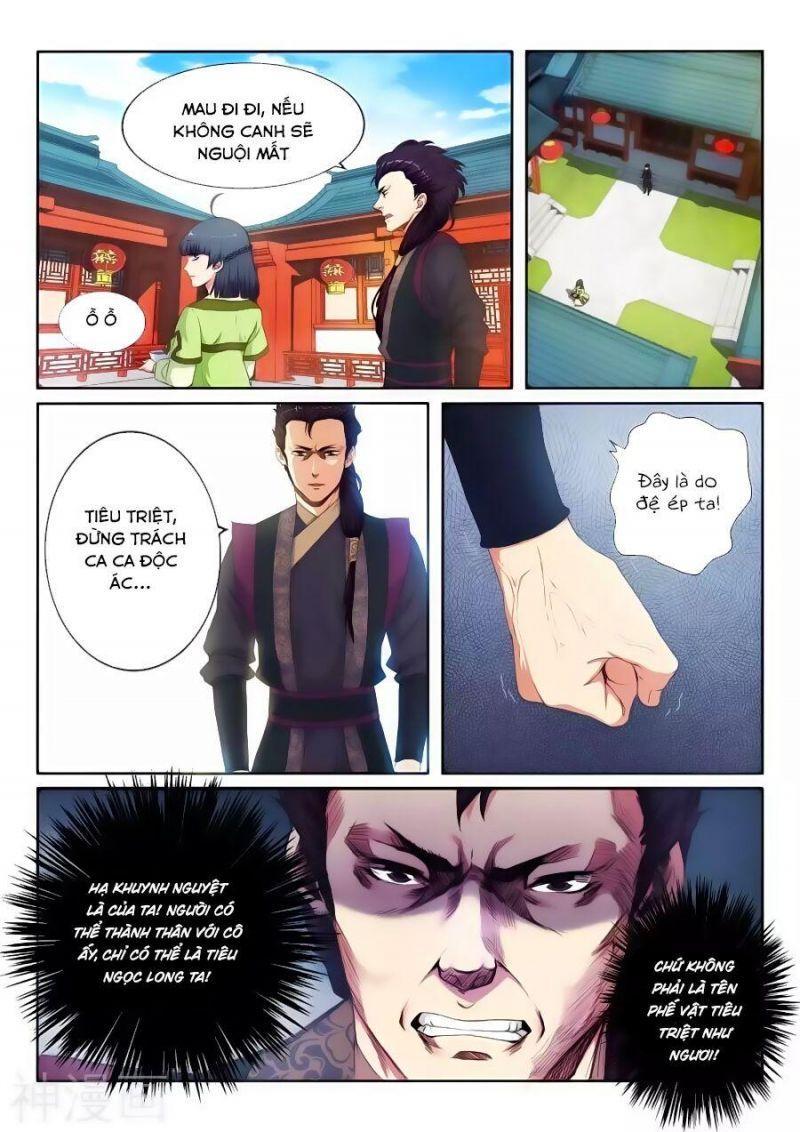 MAU ĐI ĐI, NẾU
KHÔNG CANH SẼ
NGUỘI MẤT
Ồ Ồ
TIÊU TRIỆT,
ĐỪNG TRÁCH
CA CA ĐỘC
ÁC...
Đây là do
đệ ép ta!
HẠ KHUYNH NGUYỆT
LÀ CỦA TA! NGƯỜI CÓ
THỂ THÀNH THÂN VỚI CÔ
ẤY, CHỈ CÓ THỂ LÀ TIÊU
NGỌC LONG TA!
CHỨ KHÔNG
PHẢI LÀ TÊN
PHẾ VẬT TIÊU
TRIỆT NHƯ
NGƯƠI!
神漫画